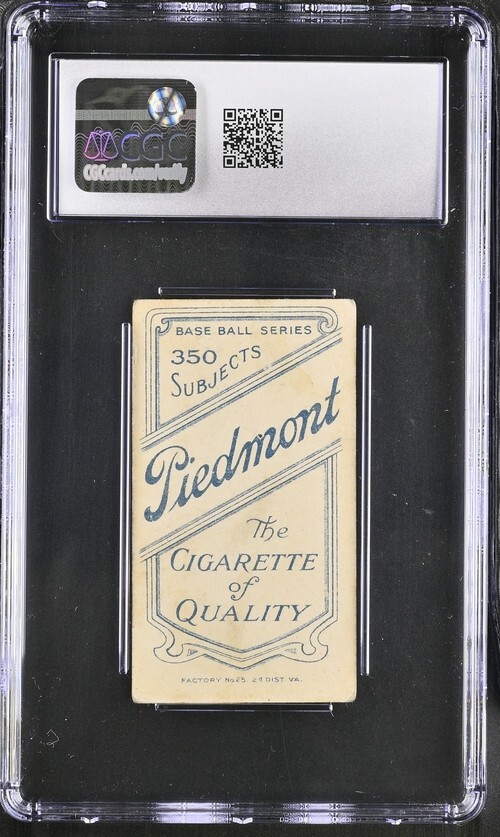 CGC
CGCcards.com/verify
BASE BALL SERIES
350
SUBJECTS
Piedmont
The
CIGARETTE
of
QUALITY
FACTORY No 25. 2d DIST VA.